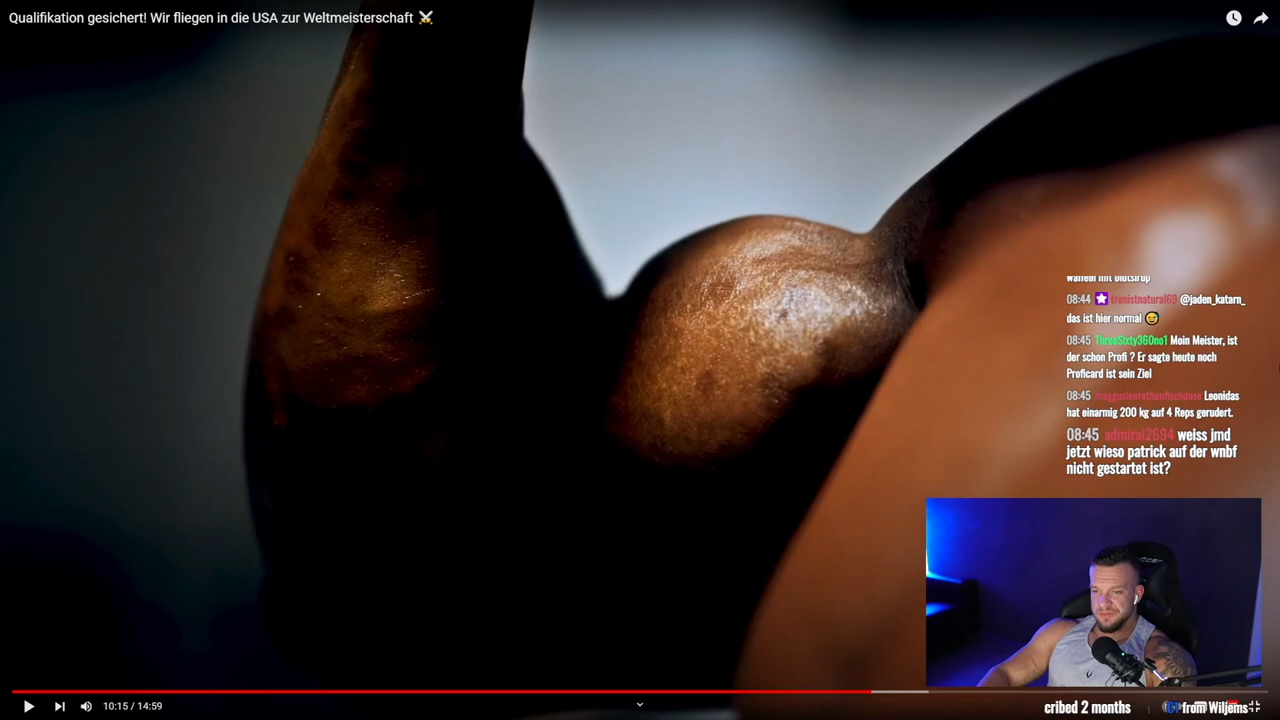 Qualifikation gesichert! Wir fliegen in die USA zur Weltmeisterschaft ⚔
08:44 trenistnatural69 @jaden_katarn_
das ist hier normal 😅
08:45 ThreeSixty360no1 Moin Meister, ist
der schon Profi ? Er sagte heute noch
Proficard ist sein Ziel
08:45 Leonidas
hat einarmig 200 kg auf 4 Reps gerudert.
08:45 admiral2694 weiss jmd
jetzt wieso patrick auf der wnbf
nicht gestartet ist?
10:15 / 14:59
cribed 2 months
from Wiljems